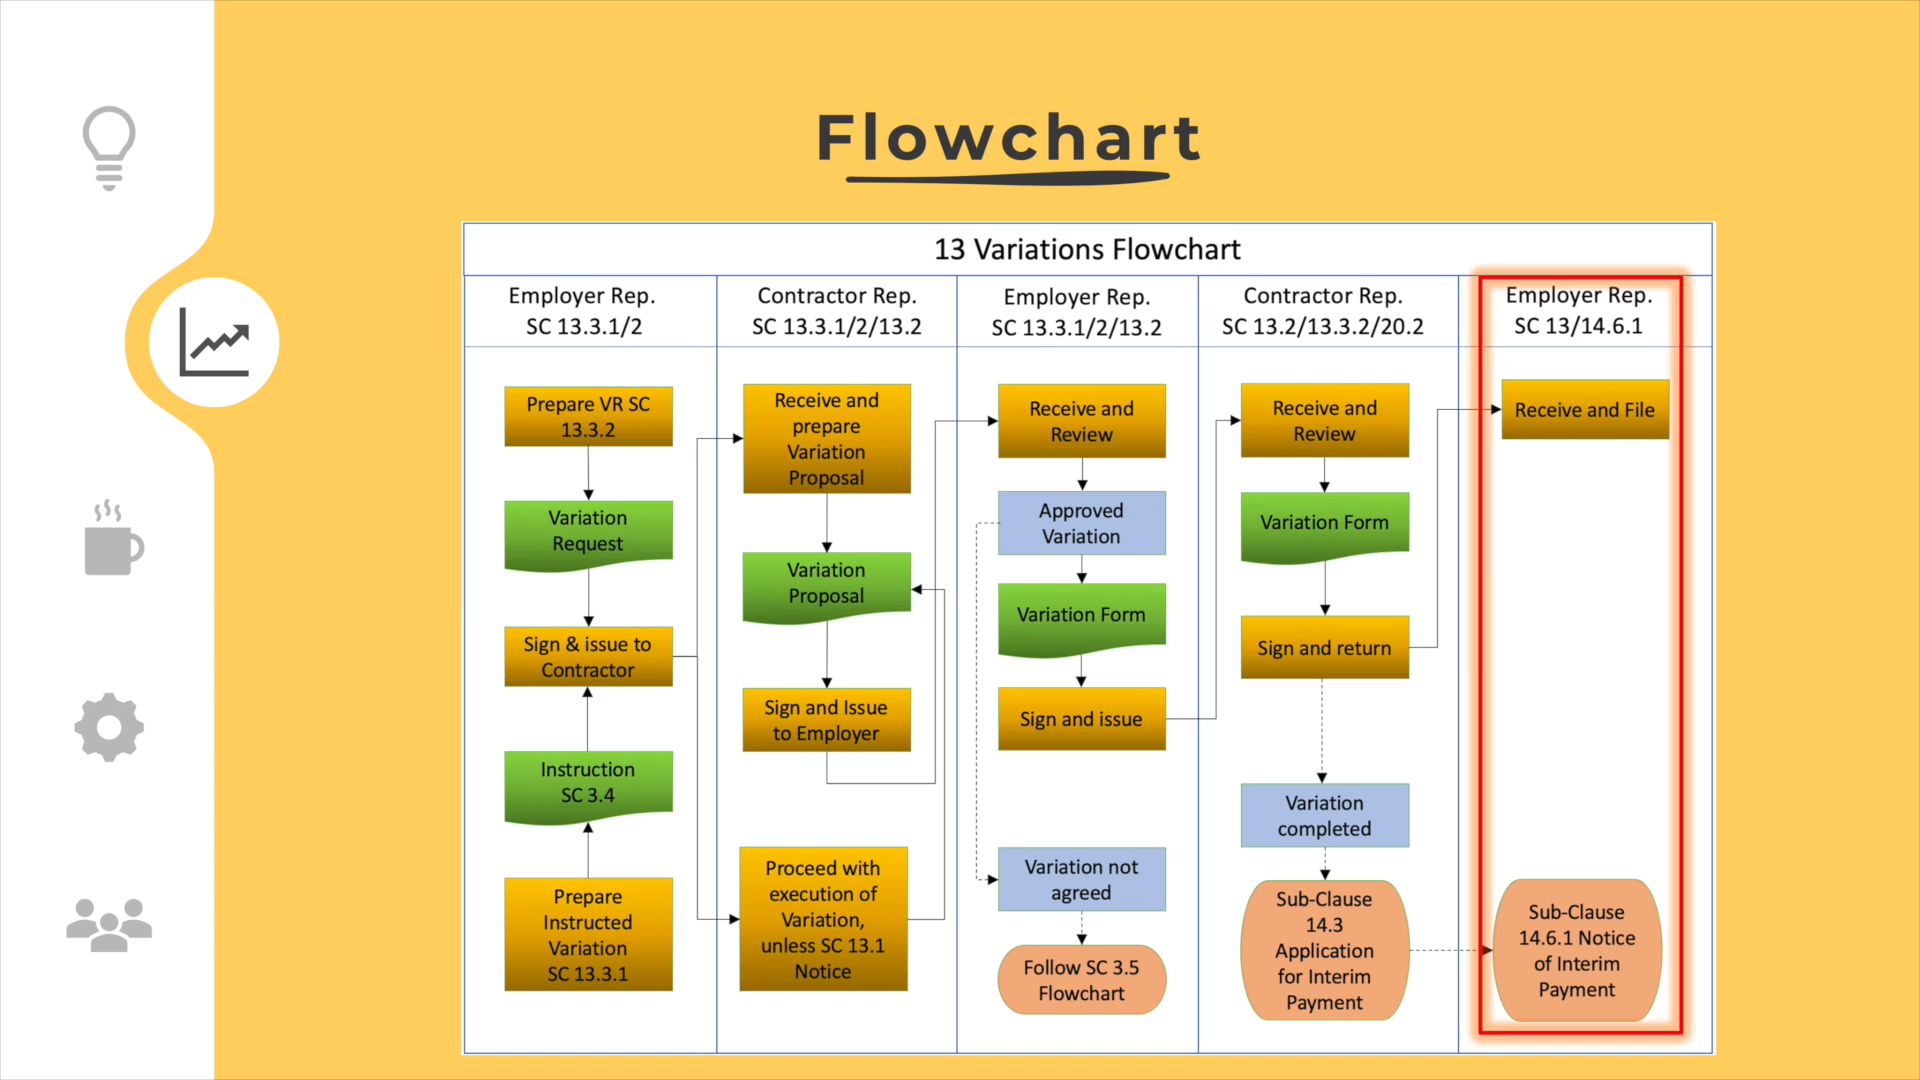 Flowchart
13 Variations Flowchart
Employer Rep.
SC 13.3.1/2
Contractor Rep.
SC 13.3.1/2/13.2
Employer Rep.
SC 13.3.1/2/13.2
Contractor Rep.
SC 13.2/13.3.2/20.2
Employer Rep.
SC 13/14.6.1
Prepare VR SC
13.3.2
Variation
Request
Sign & issue to
Contractor
Instruction
SC 3.4
Prepare
Instructed
Variation
SC 13.3.1
Receive and
prepare
Variation
Proposal
Variation
Proposal
Sign and Issue
to Employer
Proceed with
execution of
Variation,
unless SC 13.1
Notice
Receive and
Review
Approved
Variation
Variation Form
Sign and issue
Variation not
agreed
Follow SC 3.5
Flowchart
Receive and
Review
Variation Form
Sign and return
Variation
completed
Sub-Clause
14.3
Application
for Interim
Payment
Receive and File
Sub-Clause
14.6.1 Notice
of Interim
Payment